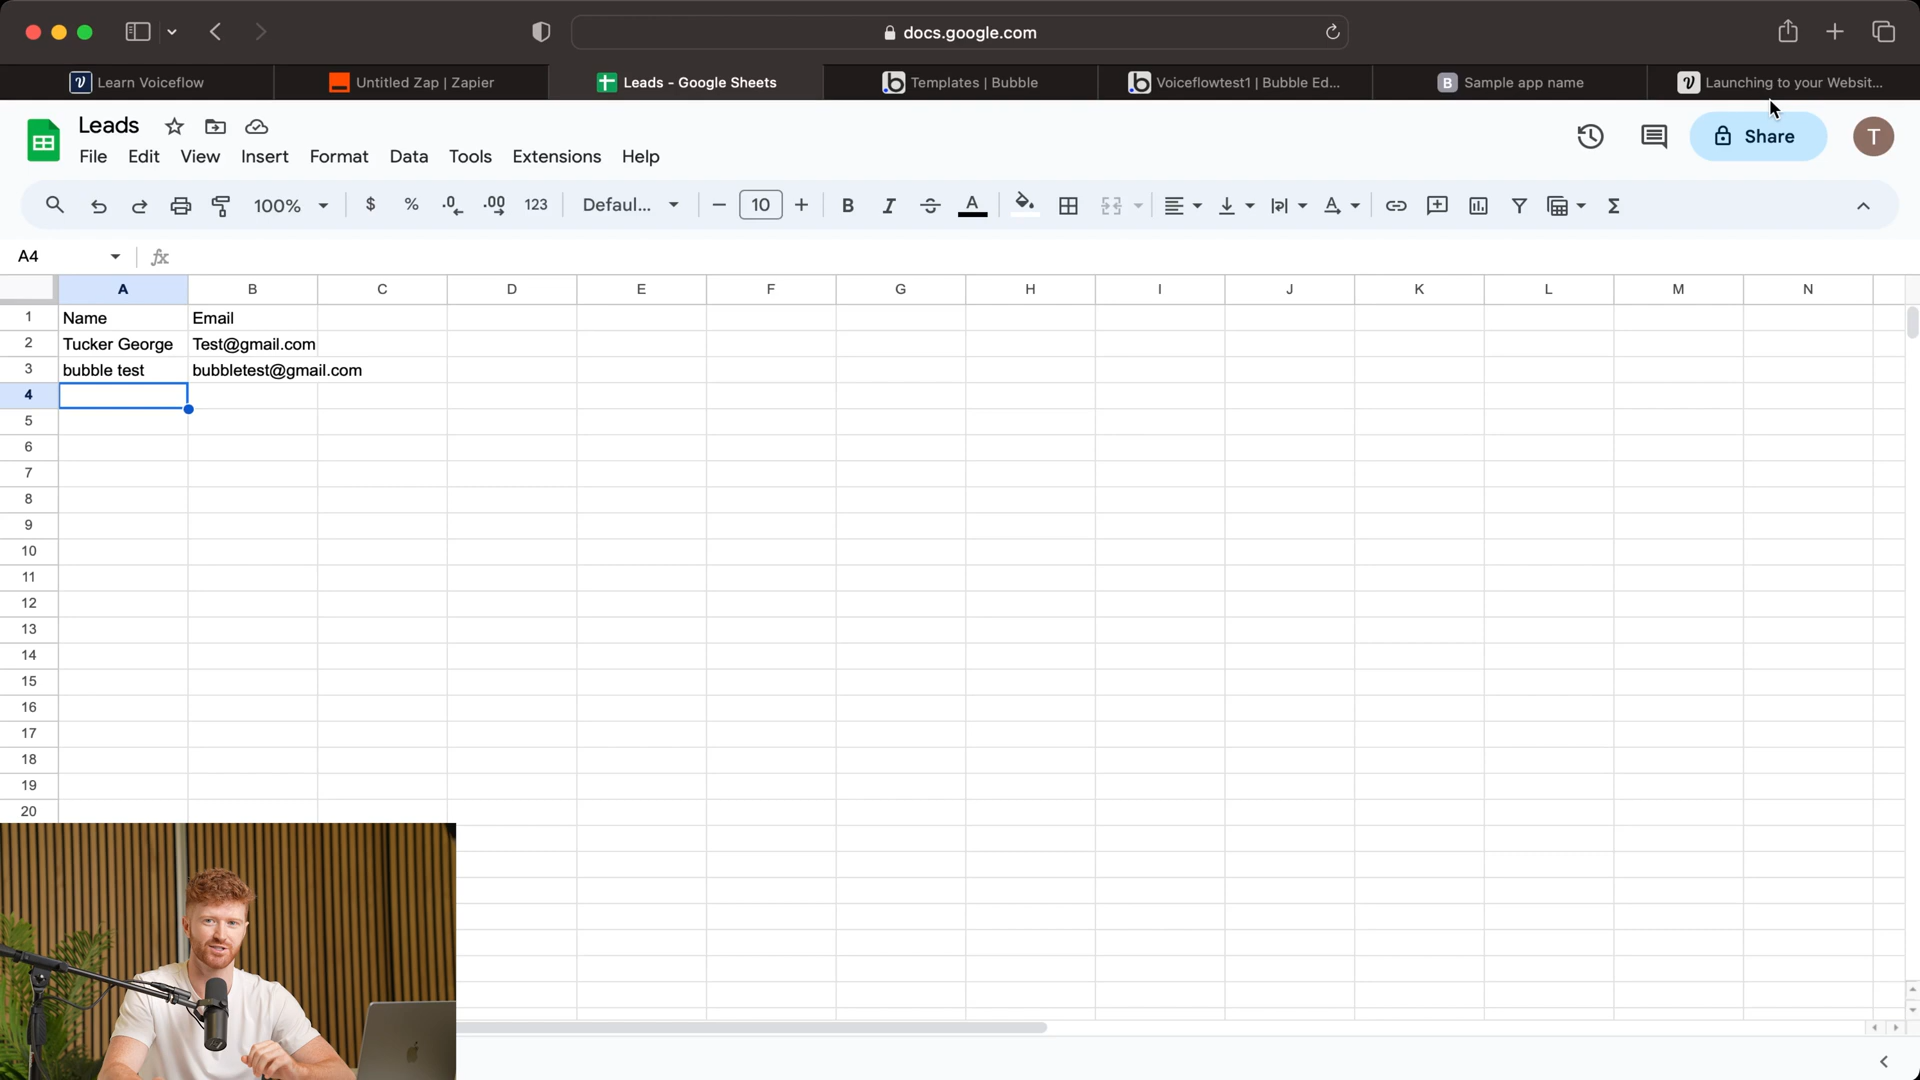 docs.google.com
Learn Voiceflow
Untitled Zap | Zapier
Leads - Google Sheets
Templates | Bubble
Voiceflowtest1 | Bubble Ed...
Sample app name
Launching to your Websit...
Leads
Share
T
File Edit View Insert Format Data Tools Extensions Help
100% $ % .0 .00 123 Defaul... 10 B I A
A4 fx
A B C D E F G H I J K L M N
1 Name Email
2 Tucker George Test@gmail.com
3 bubble test bubbletest@gmail.com
4
5
6
7
8
9
10
11
12
13
14
15
16
17
18
19
20